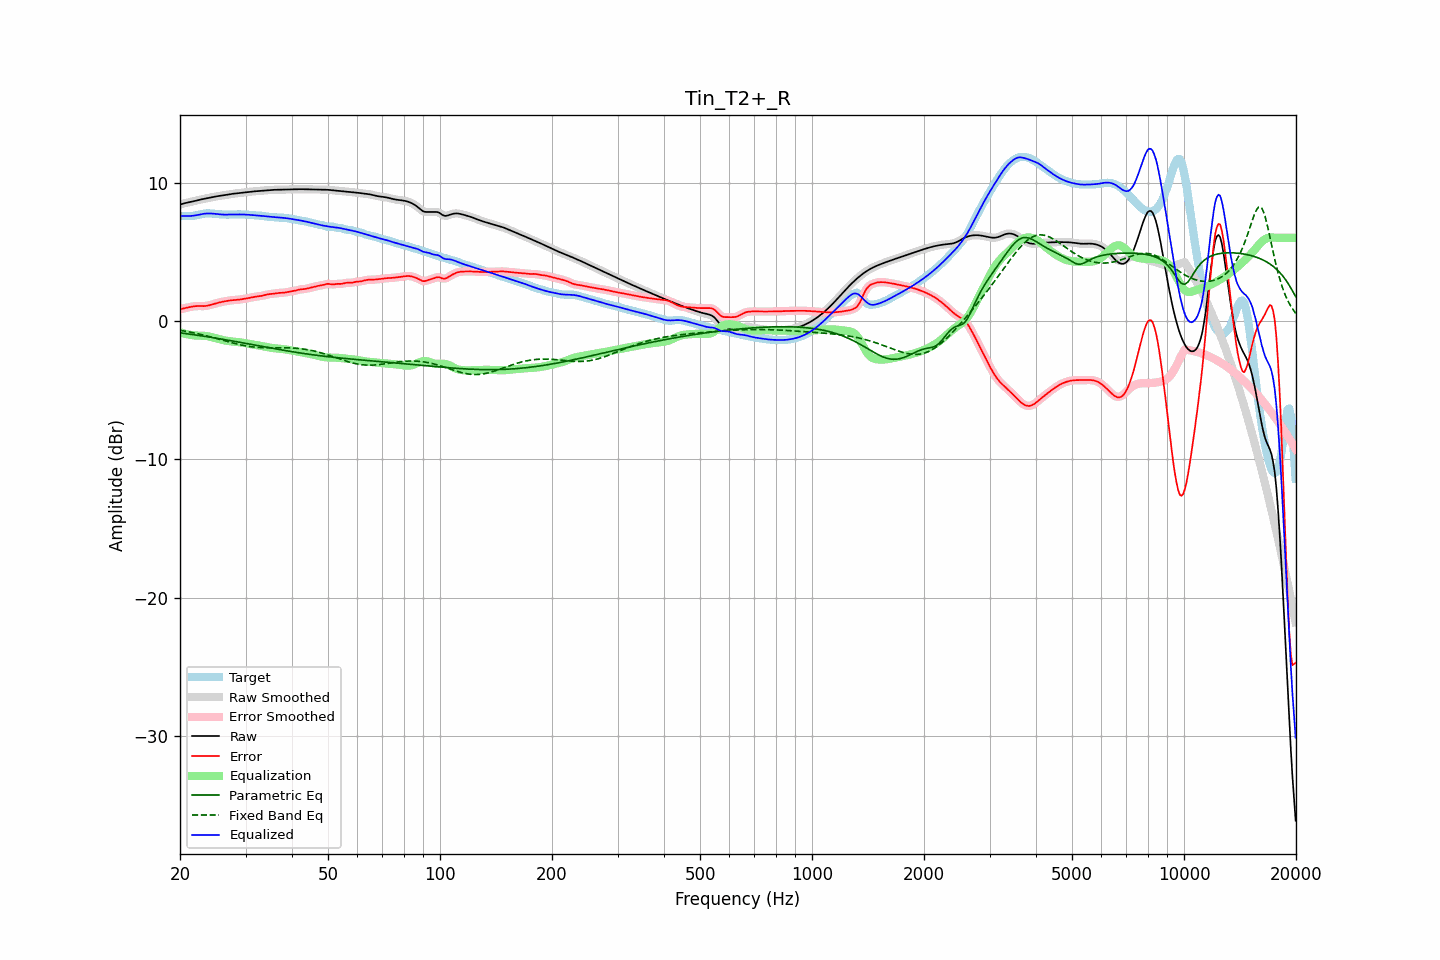 Tin_T2+_R
10
0
−10
−20
−30
Amplitude (dBr)
Target
Raw Smoothed
Error Smoothed
Raw
Error
Equalization
Parametric Eq
Fixed Band Eq
Equalized
20 50 100 200 500 1000 2000 5000 10000 20000
Frequency (Hz)